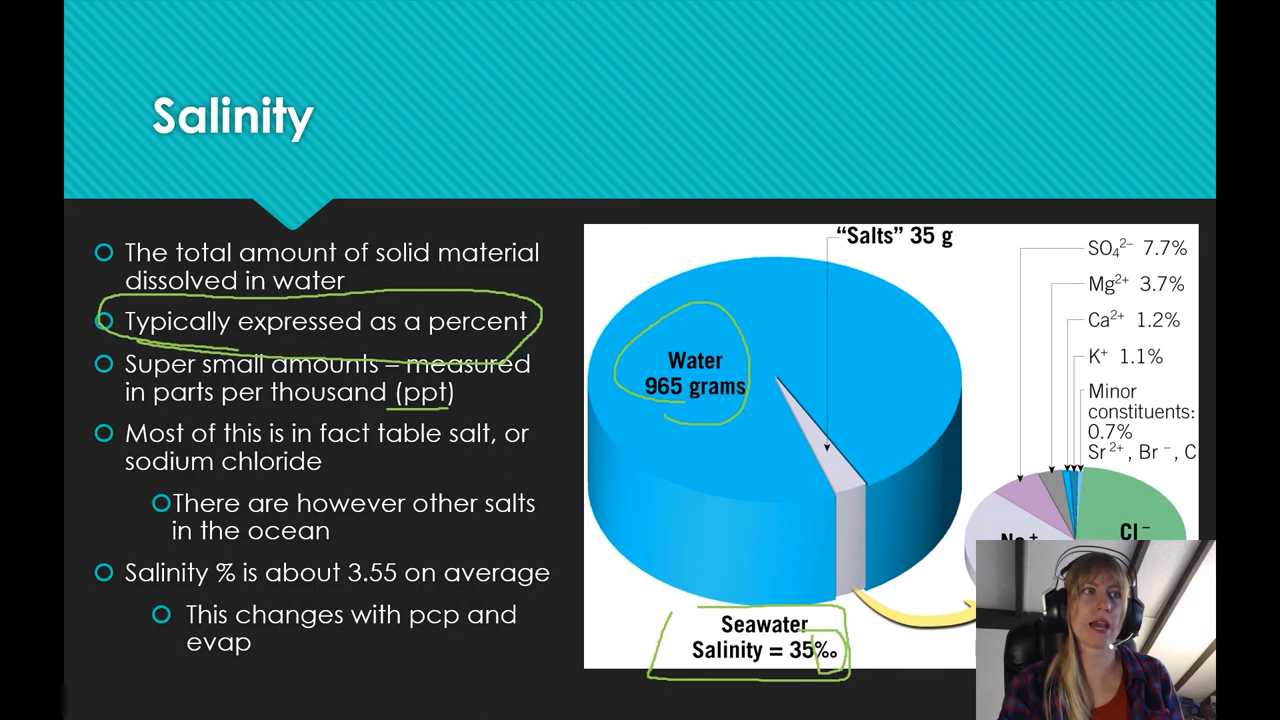 Salinity
The total amount of solid material
dissolved in water
Typically expressed as a percent
Super small amounts – measured
in parts per thousand (ppt)
Most of this is in fact table salt, or
sodium chloride
There are however other salts
in the ocean
Salinity % is about 3.55 on average
This changes with pcp and
evap
“Salts” 35 g
Water
965 grams
Seawater
Salinity = 35‰
SO₄²⁻ 7.7%
Mg²⁺ 3.7%
Ca²⁺ 1.2%
K⁺ 1.1%
Minor
constituents:
0.7%
Sr²⁺, Br⁻, C
Cl⁻